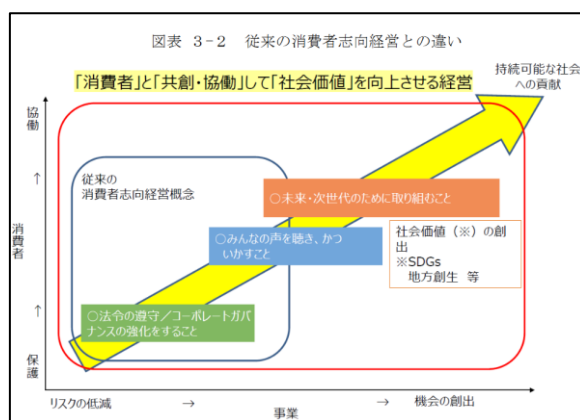 図表 3-2 従来の消費者志向経営との違い
「消費者」と「共創・協働」して「社会価値」を向上させる経営
持続可能な社会
への貢献
協働
↑
消費者
↑
保護
従来の
消費者志向経営概念
○未来・次世代のために取り組むこと
○みんなの声を聴き、かつ
いかすこと
社会価値（※）の創
出
※SDGs
地方創生 等
○法令の遵守／コーポレートガバ
ナンスの強化をすること
リスクの低減 → 事業 → 機会の創出